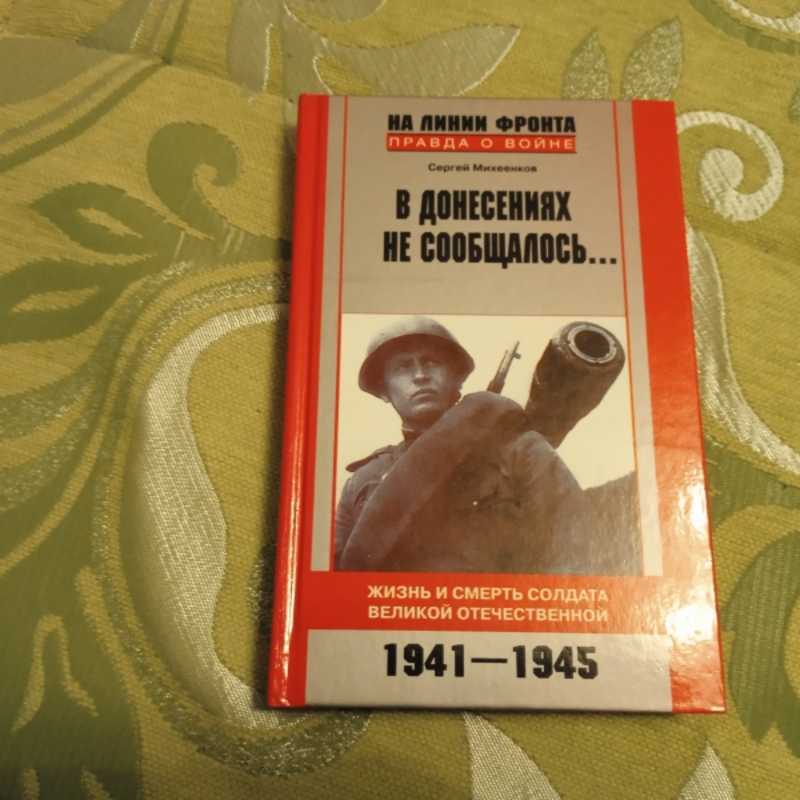 НА ЛИНИИ ФРОНТА
ПРАВДА О ВОЙНЕ
Сергей Михеенков
В ДОНЕСЕНИЯХ
НЕ СООБЩАЛОСЬ...
ЖИЗНЬ И СМЕРТЬ СОЛДАТА
ВЕЛИКОЙ ОТЕЧЕСТВЕННОЙ
1941—1945